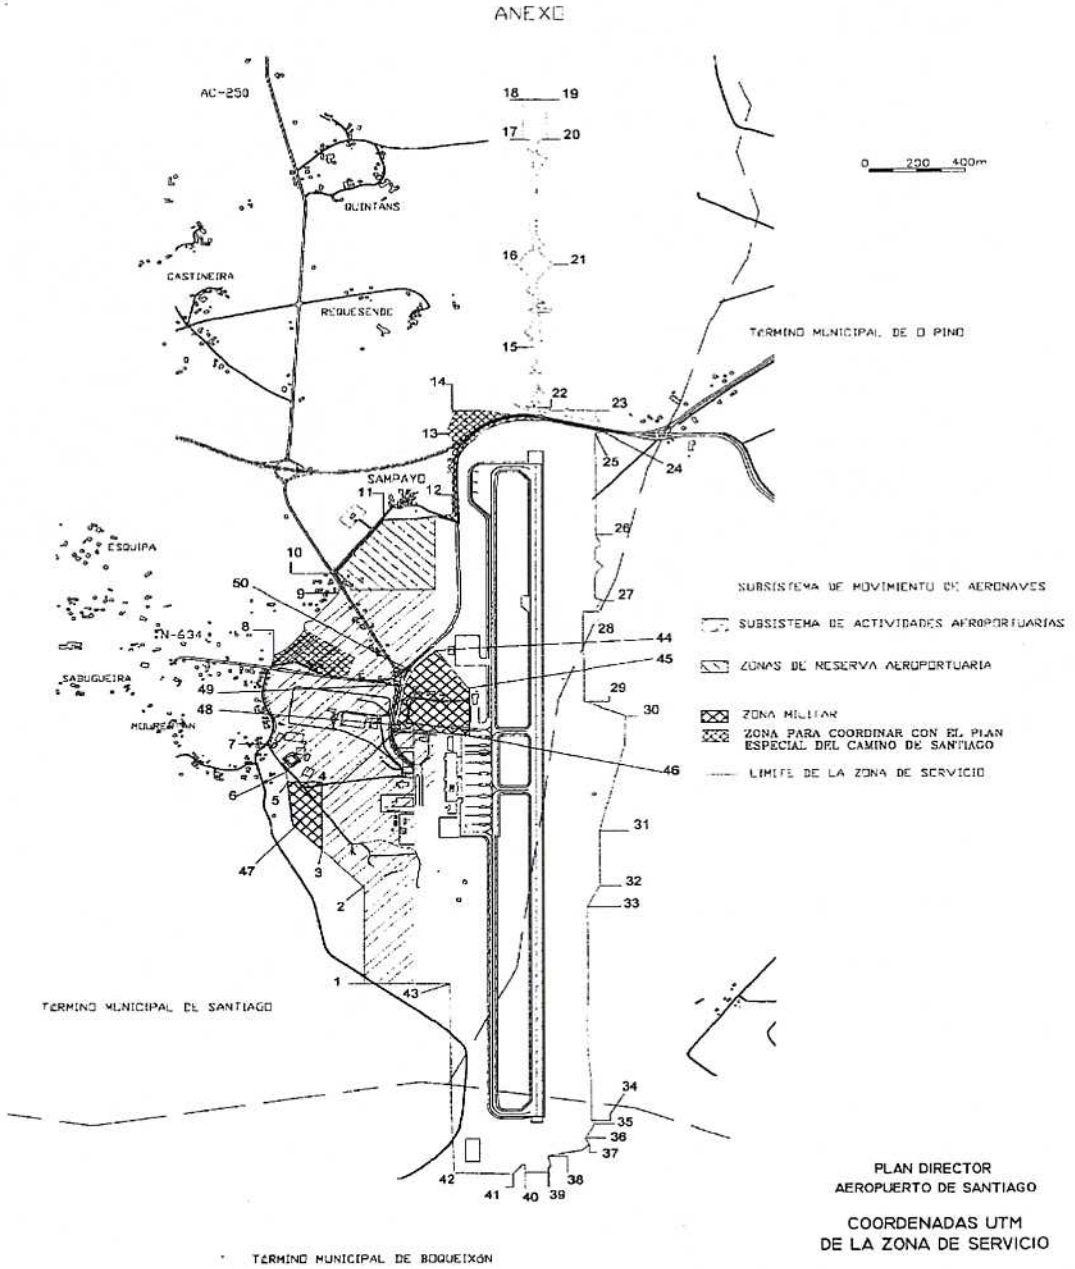 ANEXO
AC-250
18
19
17
20
0 200 400m
QUINTANS
16
21
CASTINEIRA
REQUESENDE
TERMINO MUNICIPAL DE O PINO
15
14
22
23
13
25
24
SAMPAYO
11
12
26
ESQUIPA
10
50
9
SUBSISTEMA DE MOVIMIENTO DE AERONAVES
27
8
N-634
28
44
SUBSISTEMA DE ACTIVIDADES AEROPORTUARIAS
45
ZONAS DE RESERVA AEROPORTUARIA
SABUGUEIRA
49
29
48
30
ZONA MILITAR
7
ZONA PARA COORDINAR CON EL PLAN
ESPECIAL DEL CAMINO DE SANTIAGO
46
LIMITE DE LA ZONA DE SERVICIO
6
5
4
31
47
3
32
2
33
1
43
TERMINO MUNICIPAL DE SANTIAGO
34
35
36
37
42
41
40
39
38
PLAN DIRECTOR
AEROPUERTO DE SANTIAGO
COORDENADAS UTM
DE LA ZONA DE SERVICIO
TERMINO MUNICIPAL DE BOQUEIXÓN